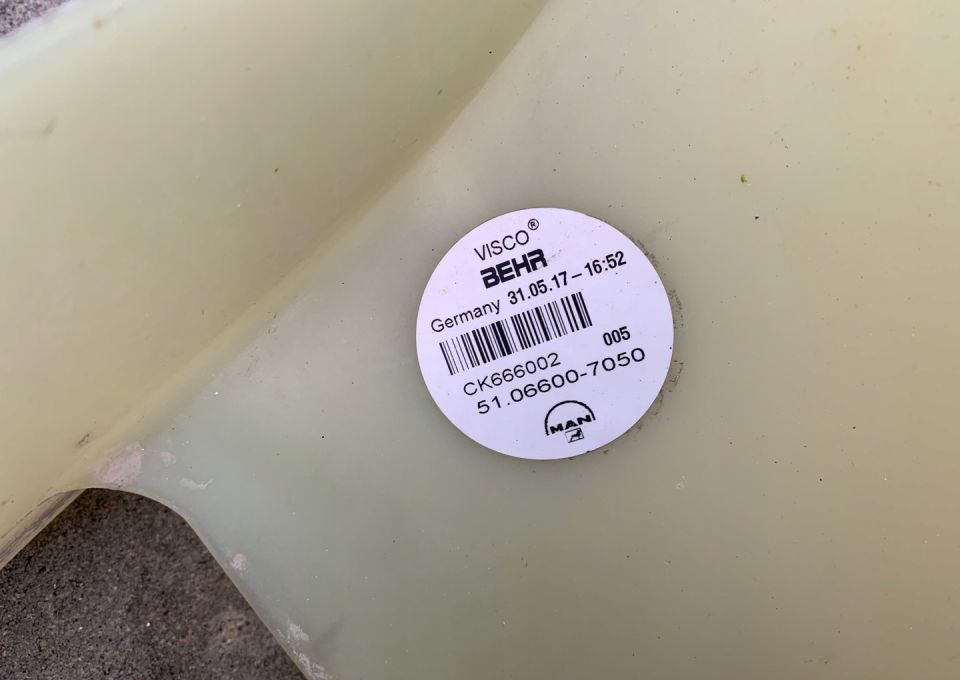 VISCO®
BEHR
Germany 31.05.17–16:52
005
CK666002
51.06600-7050
MAN